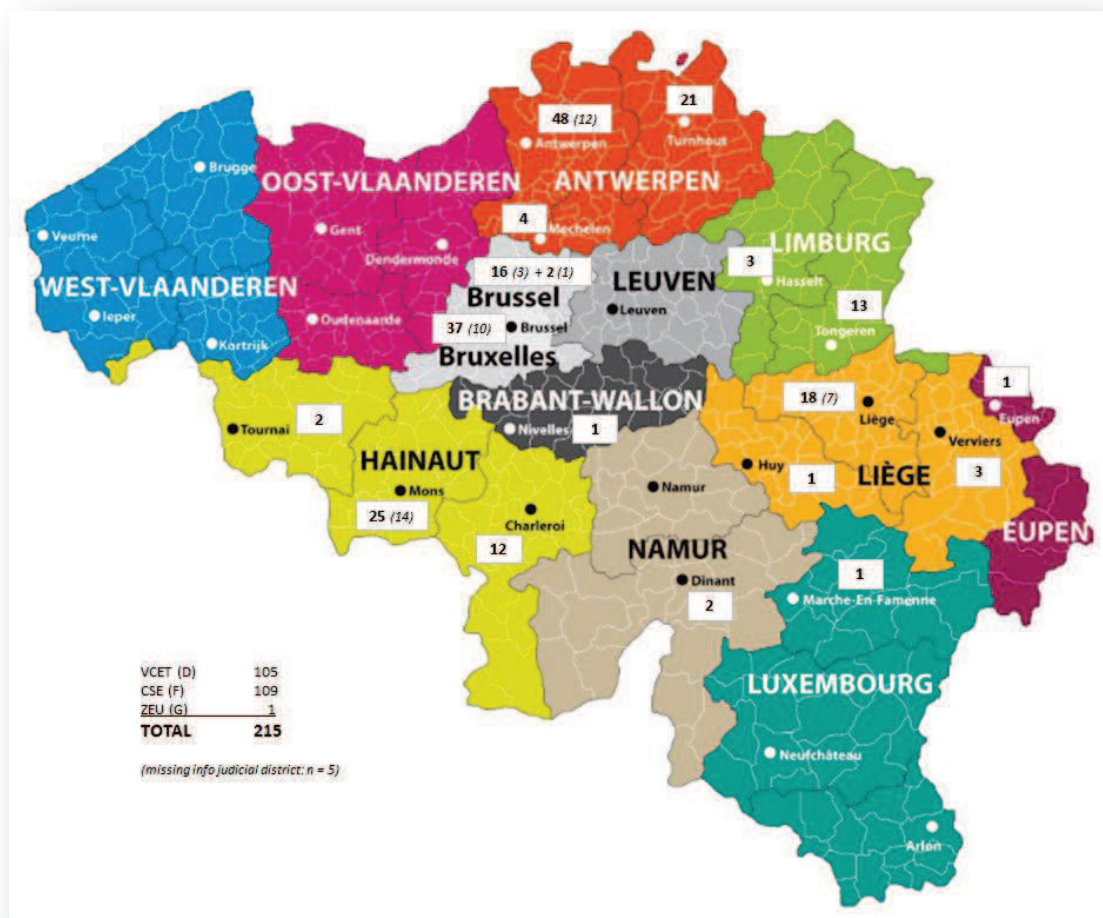 21
48 (12)
Antwerpen
Turnhout
Brugge
OOST-VLAANDEREN
ANTWERPEN
4
Mechelen
Gent
Veurne
Dendermonde
LIMBURG
3
Hasselt
16 (3) + 2 (1)
LEUVEN
WEST-VLAANDEREN
Brussel
Leuven
13
Ieper
Oudenaarde
37 (10)
Brussel
Tongeren
Kortrijk
Bruxelles
1
Eupen
BRABANT-WALLON
18 (7)
Liège
2
Tournai
Nivelles
1
Verviers
HAINAUT
Huy
1
LIÈGE
3
Mons
Namur
25 (14)
Charleroi
12
EUPEN
NAMUR
Dinant
2
1
Marche-En-Famenne
VCET (D) 105
CSE (F) 109
ZEU (G) 1
TOTAL 215
(missing info judicial district: n = 5)
LUXEMBOURG
Neufchâteau
Arlon